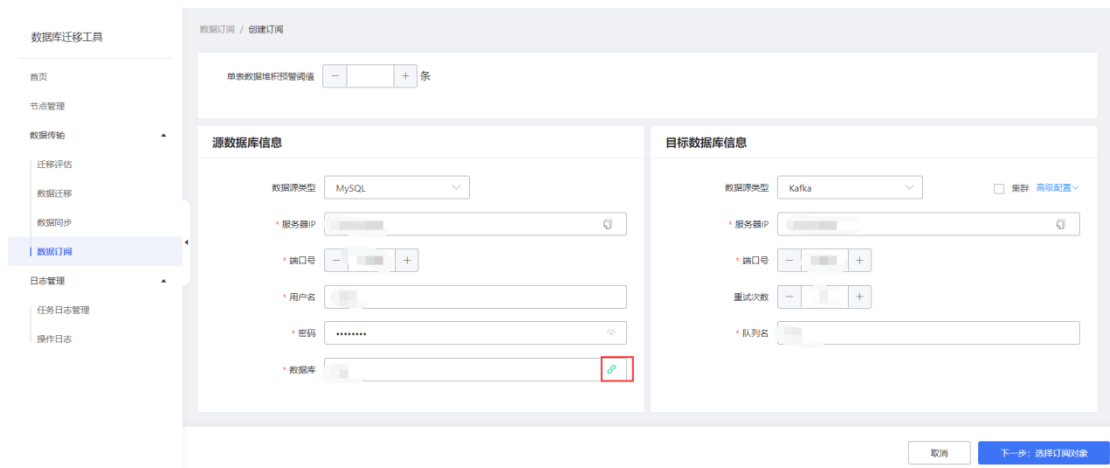 数据库迁移工具
首页
节点管理
数据传输
迁移评估
数据迁移
数据同步
数据订阅
日志管理
任务日志管理
操作日志
数据订阅 / 创建订阅
单表数据堆积预警阈值 － ＋ 条
源数据库信息
数据源类型 MySQL
* 服务器IP
* 端口号 － ＋
* 用户名
* 密码 ••••••••
* 数据库
目标数据库信息
数据源类型 Kafka 集群 高级配置
* 服务器IP
* 端口号 － ＋
重试次数 － ＋
* 队列名
取消 下一步：选择订阅对象